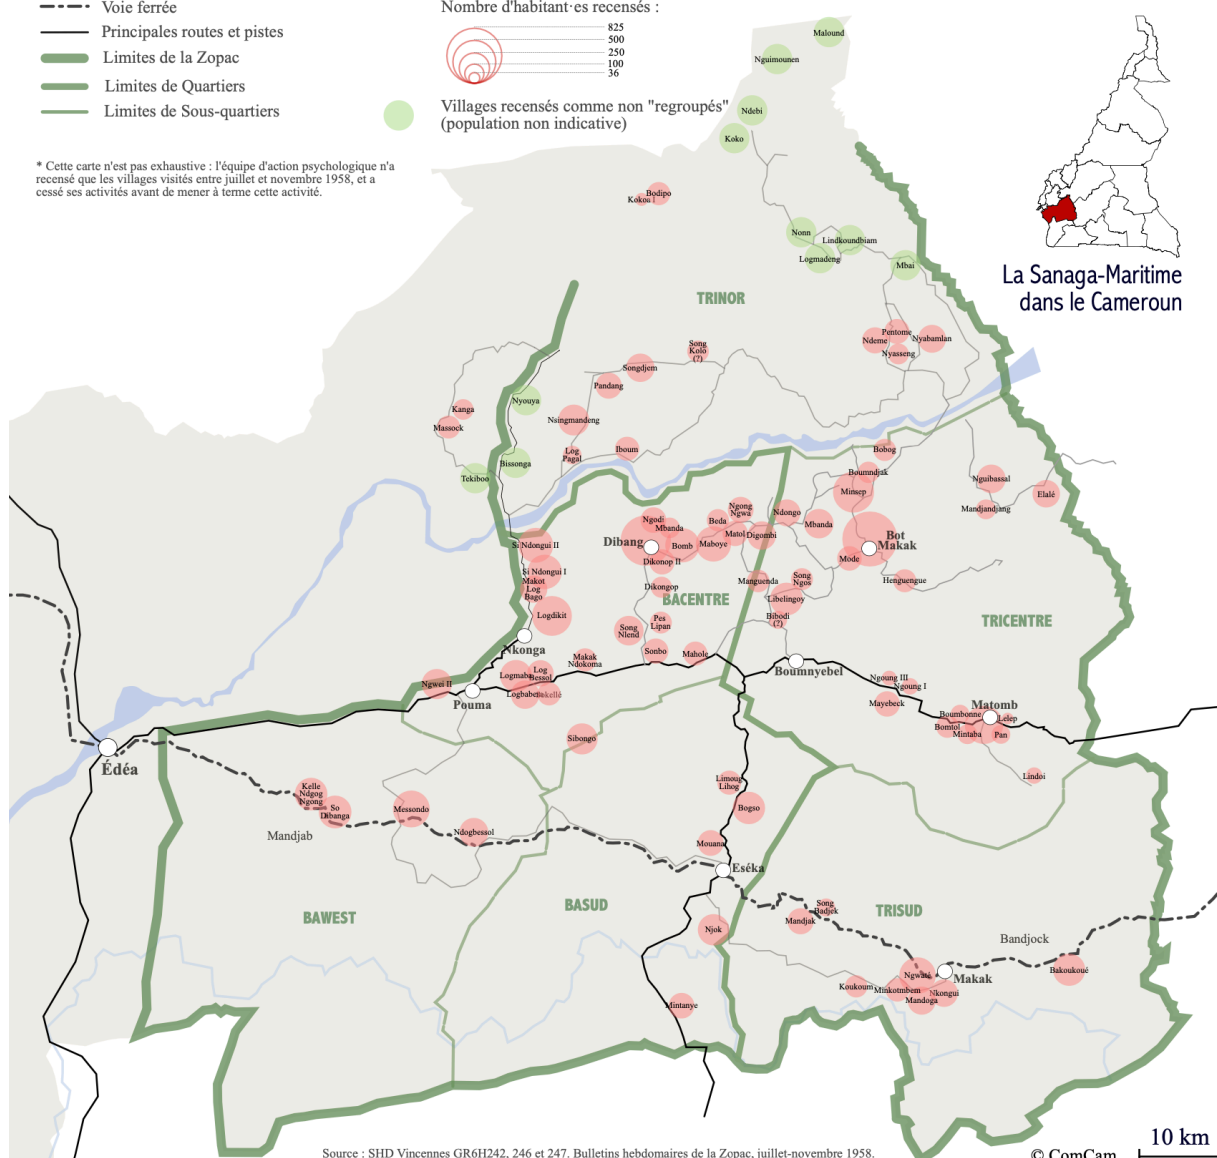 Voie ferrée
Principales routes et pistes
Limites de la Zopac
Limites de Quartiers
Limites de Sous-quartiers
Nombre d'habitant·es recensés :
825
500
250
100
36
Villages recensés comme non "regroupés"
(population non indicative)
* Cette carte n'est pas exhaustive : l'équipe d'action psychologique n'a
recensé que les villages visités entre juillet et novembre 1958, et a
cessé ses activités avant de mener à terme cette activité.
La Sanaga-Maritime
dans le Cameroun
Malound
Nguimounen
Ndebi
Koko
Bodipo
Kokoa I
Nonn
Lindkoundbiam
Logmadeng
Mbai
TRINOR
Pentome
Ndeme
Nyabamlan
Nyasseng
Song
Kolo
(?)
Songdjem
Pandang
Nyouya
Kanga
Massock
Nsingmandeng
Log
Pagal
Iboum
Bissonga
Tekiboo
Bobog
Boumndjak
Minsep
Nguibassal
Elalé
Mandjandjang
Ngong
Ngwa
Ndongo
Ngodi
Mbanda
Beda
Matol
Digombi
Mbanda
Bot
Makak
Dibang
Bomb
Maboye
Si Ndongui II
Dikonop II
Mode
Si Ndongui I
Makot
Log
Bago
Dikongop
Manguenda
Song
Ngos
Henguengue
BACENTRE
Libelingoy
Logdikit
Bibodi
(?)
Pes
Lipan
Song
Nlend
TRICENTRE
Nkonga
Sonbo
Mahole
Makak
Ndokoma
Boumnyebel
Logmaba
Log
Bessol
Ngwei II
Logbabe
Pouma
Ngoung III
Ngoung I
Mayebeck
Matomb
Boumbonne
Lelep
Bomtol
Mintaba
Pan
Sibongo
Édéa
Lindoi
Limoug
Lihog
Kelle
Ndgog
Ngong
So
Dibanga
Messondo
Bogso
Mandjab
Ndogbessol
Mouana
Eséka
BAWEST
BASUD
Song
Badjek
TRISUD
Mandjak
Njok
Bandjock
Ngwaté
Makak
Bakoukoué
Koukoum
Minkotmbem
Nkongui
Mandoga
Mintanye
Source : SHD Vincennes GR6H242, 246 et 247. Bulletins hebdomaires de la Zopac, juillet-novembre 1958.
10 km
© ComCam